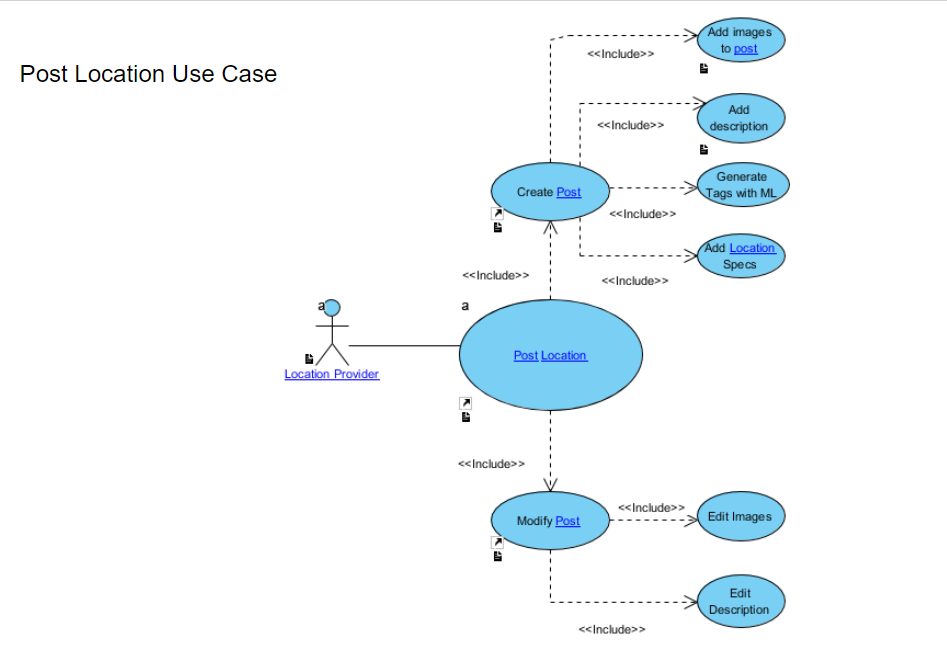 Add images
to post
<<Include>>
Post Location Use Case
Add
description
<<Include>>
Generate
Tags with ML
Create Post
<<Include>>
Add Location
Specs
<<Include>>
<<Include>>
a
a
Post Location
Location Provider
<<Include>>
<<Include>>
Modify Post
Edit Images
Edit
Description
<<Include>>